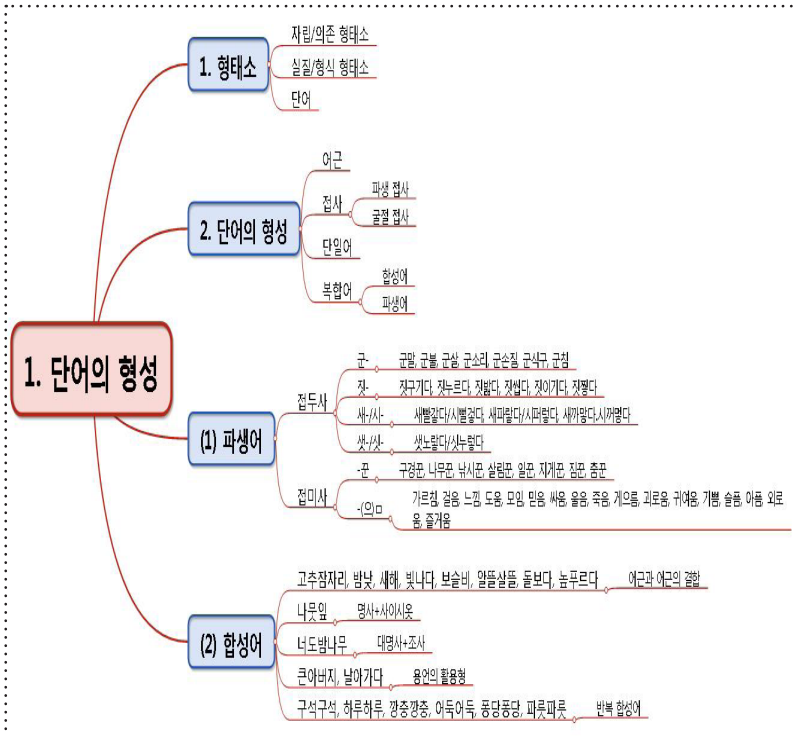 1. 단어의 형성
1. 형태소
자립/의존 형태소
실질/형식 형태소
단어
2. 단어의 형성
어근
접사
파생 접사
굴절 접사
단일어
복합어
합성어
파생어
(1) 파생어
접두사
군-
군말, 군불, 군살, 군소리, 군손질, 군식구, 군침
짓-
짓구기다, 짓누르다, 짓밟다, 짓씹다, 짓이기다, 짓찧다
새-/시-
새빨갛다/시뻘겋다, 새파랗다/시퍼렇다, 새까맣다,시꺼멓다
샛-/싯-
샛노랗다/싯누렇다
접미사
-꾼
구경꾼, 나무꾼, 낚시꾼, 살림꾼, 일꾼, 지게꾼, 짐꾼, 춤꾼
-(으)ㅁ
가르침, 걸음, 느낌, 도움, 모임, 믿음, 싸움, 울음, 죽음, 게으름, 괴로움, 귀여움, 기쁨, 슬픔, 아픔, 외로
움, 즐거움
(2) 합성어
고추잠자리, 밤낮, 새해, 빛나다, 보슬비, 알뜰살뜰, 돌보다, 높푸르다
어근과 어근의 결합
나뭇잎
명사+사이시옷
너도밤나무
대명사+조사
큰아버지, 날아가다
용언의 활용형
구석구석, 하루하루, 깡충깡충, 어둑어둑, 퐁당퐁당, 파릇파릇
반복 합성어